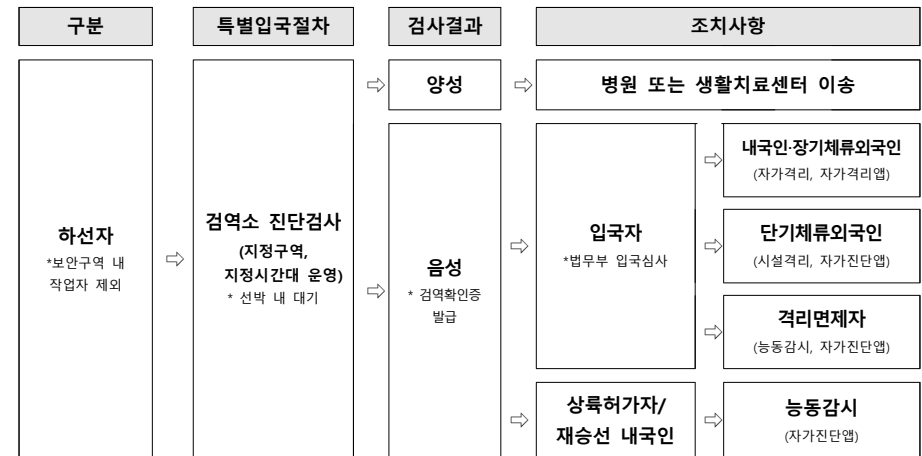 구분
특별입국절차
검사결과
조치사항
하선자
*보안구역 내
작업자 제외
⇨
검역소 진단검사
(지정구역,
지정시간대 운영)
* 선박 내 대기
⇨
양성
⇨
병원 또는 생활치료센터 이송
⇨
음성
* 검역확인증
발급
⇨
입국자
*법무부 입국심사
⇨
내국인·장기체류외국인
(자가격리, 자가격리앱)
⇨
단기체류외국인
(시설격리, 자가진단앱)
⇨
격리면제자
(능동감시, 자가진단앱)
⇨
상륙허가자/
재승선 내국인
⇨
능동감시
(자가진단앱)